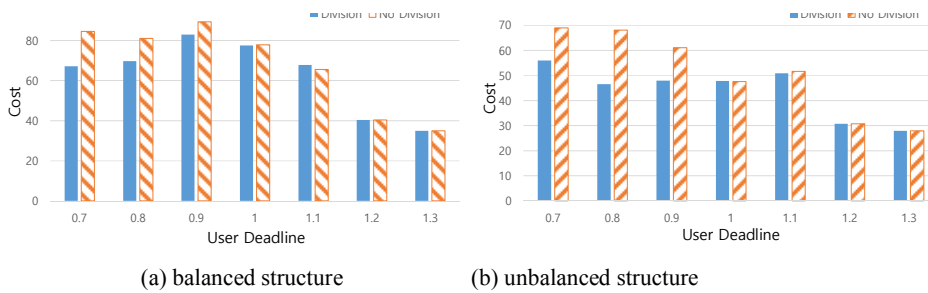 Division No Division
80
60
40
20
0
Cost
0.7 0.8 0.9 1 1.1 1.2 1.3
User Deadline
(a) balanced structure
Division No Division
70
60
50
40
30
20
10
0
Cost
0.7 0.8 0.9 1 1.1 1.2 1.3
User Deadline
(b) unbalanced structure